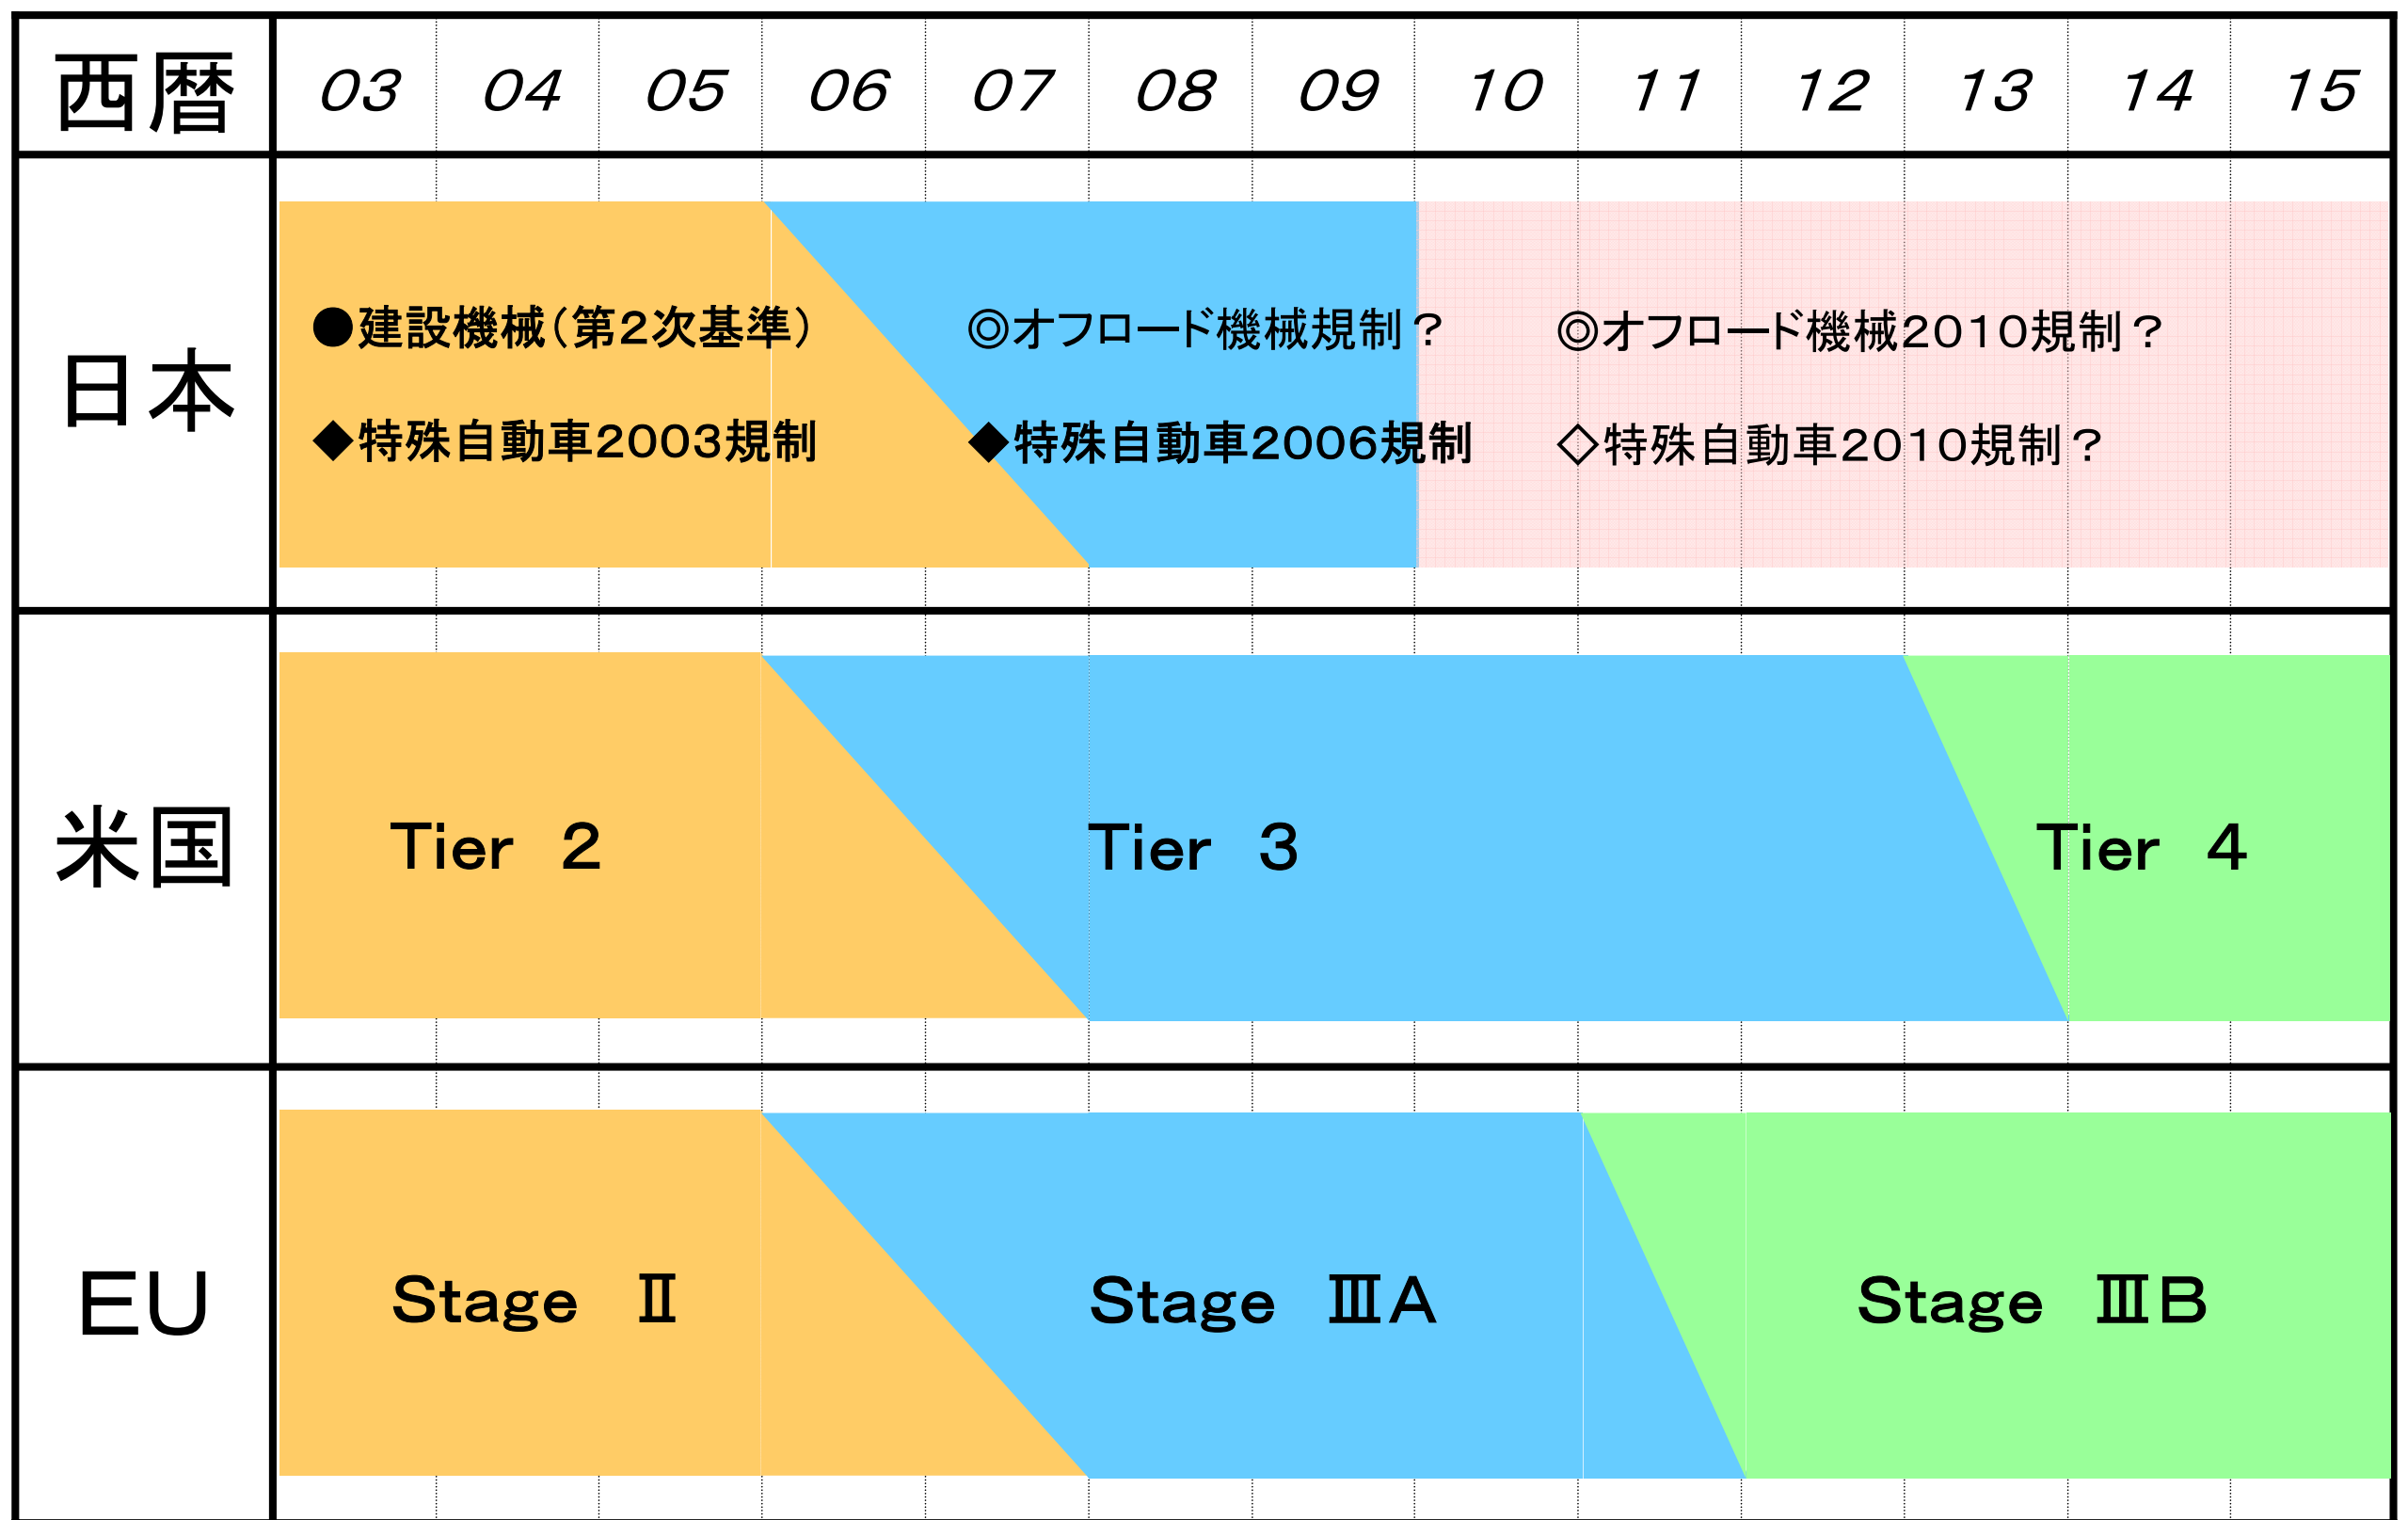 西暦 03 04 05 06 07 08 09 10 11 12 13 14 15
日本
●建設機械(第2次基準) ◎オフロード機械規制？ ◎オフロード機械2010規制？
◆特殊自動車2003規制 ◆特殊自動車2006規制 ◇特殊自動車2010規制？
米国 Tier 2 Tier 3 Tier 4
EU Stage Ⅱ Stage ⅢA Stage ⅢB